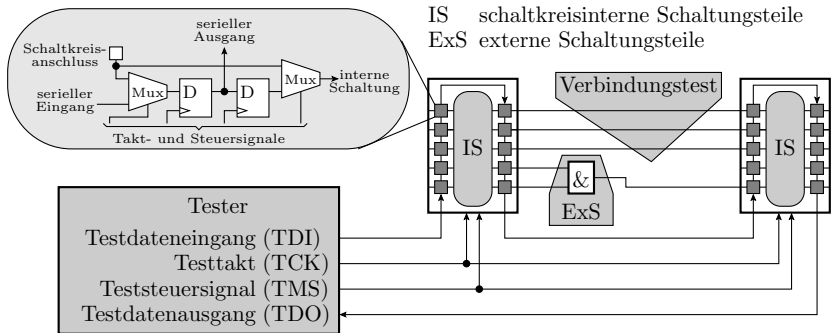 IS schaltkreisinterne Schaltungsteile
ExS externe Schaltungsteile
serieller
Ausgang
Schaltkreis-
anschluss
Mux
D
D
Mux
interne
Schaltung
serieller
Eingang
Takt- und Steuersignale
Verbindungstest
IS
IS
&
ExS
Tester
Testdateneingang (TDI)
Testtakt (TCK)
Teststeuersignal (TMS)
Testdatenausgang (TDO)